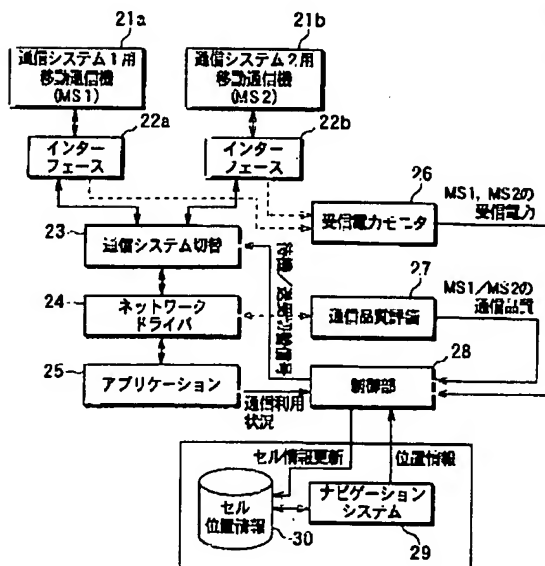 21a
21b
通信システム1用
移動通信機
(MS1)
通信システム2用
移動通信機
(MS2)
22a
22b
インター
フェース
インター
フェース
26
受信電力モニタ
MS1, MS2の
受信電力
23
通信システム切替
27
通信品質評価
MS1/MS2の
通信品質
24
ネットワーク
ドライバ
28
制御部
25
アプリケーション
通信利用
状況
セル情報更新
位置情報
セル
位置情報
30
ナビゲーション
システム
29